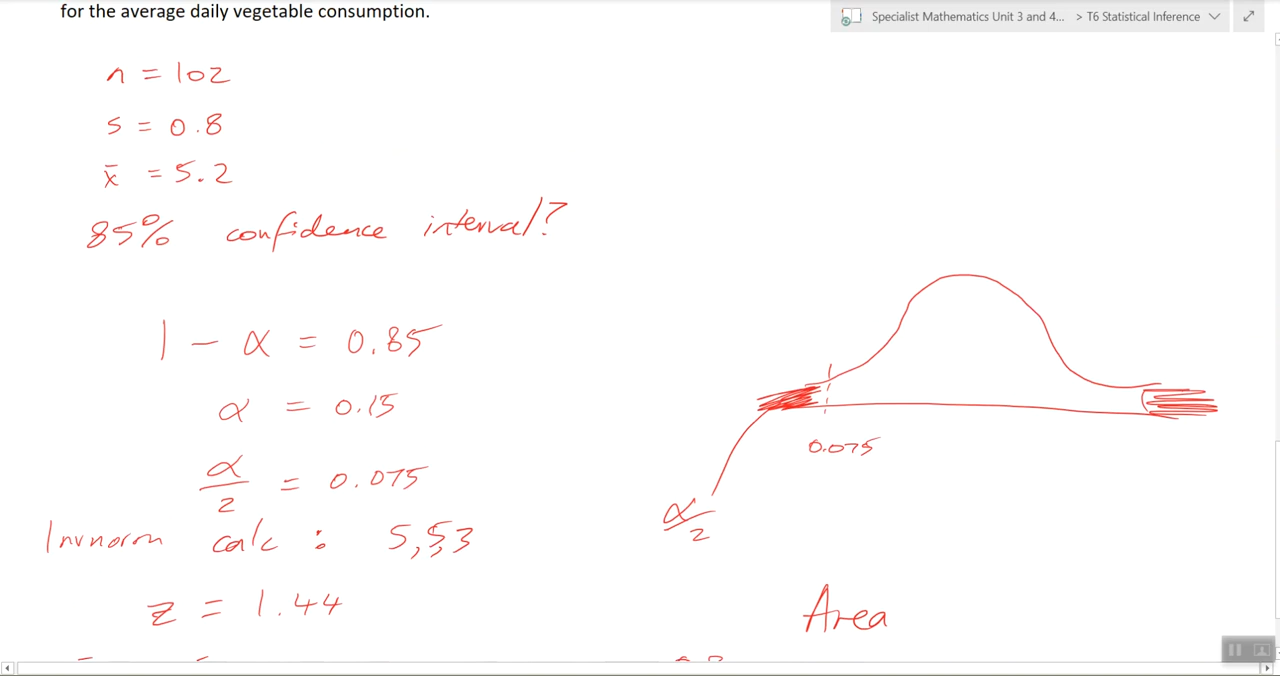 for the average daily vegetable consumption.
Specialist Mathematics Unit 3 and 4... > T6 Statistical Inference
n = 102
s = 0.8
x̄ = 5.2
85% confidence interval?
1 - α = 0.85
α = 0.15
α/2 = 0.075
0.075
α/2
Invnorm calc : 5,5,3
z = 1.44
Area